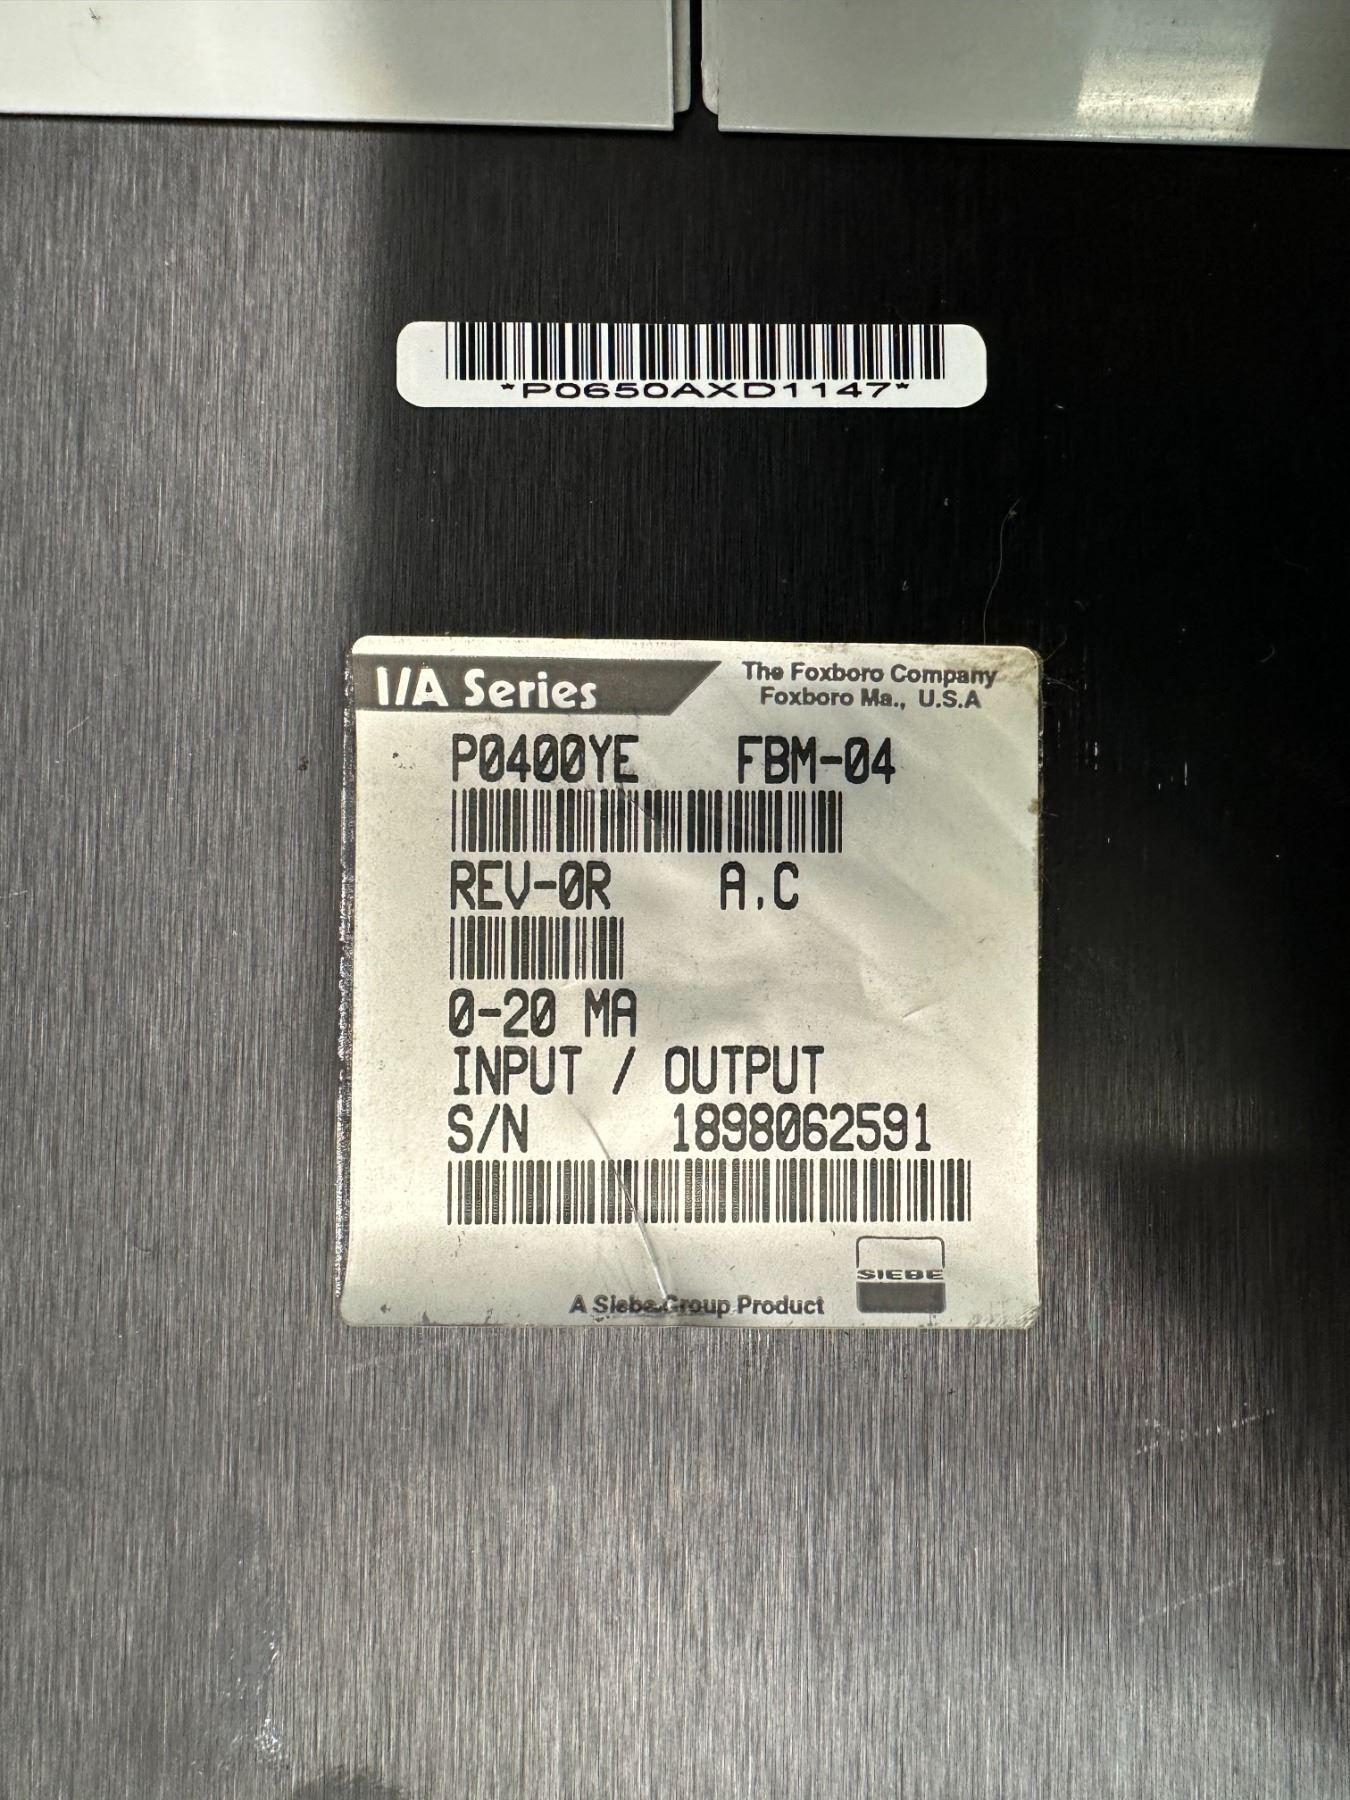 *P0650AXD1147*
I/A Series
The Foxboro Company
Foxboro Ma., U.S.A
P0400YE FBM-04
REV-0R A.C
0-20 MA
INPUT / OUTPUT
S/N 1898062591
SIEBE
A Siebe Group Product